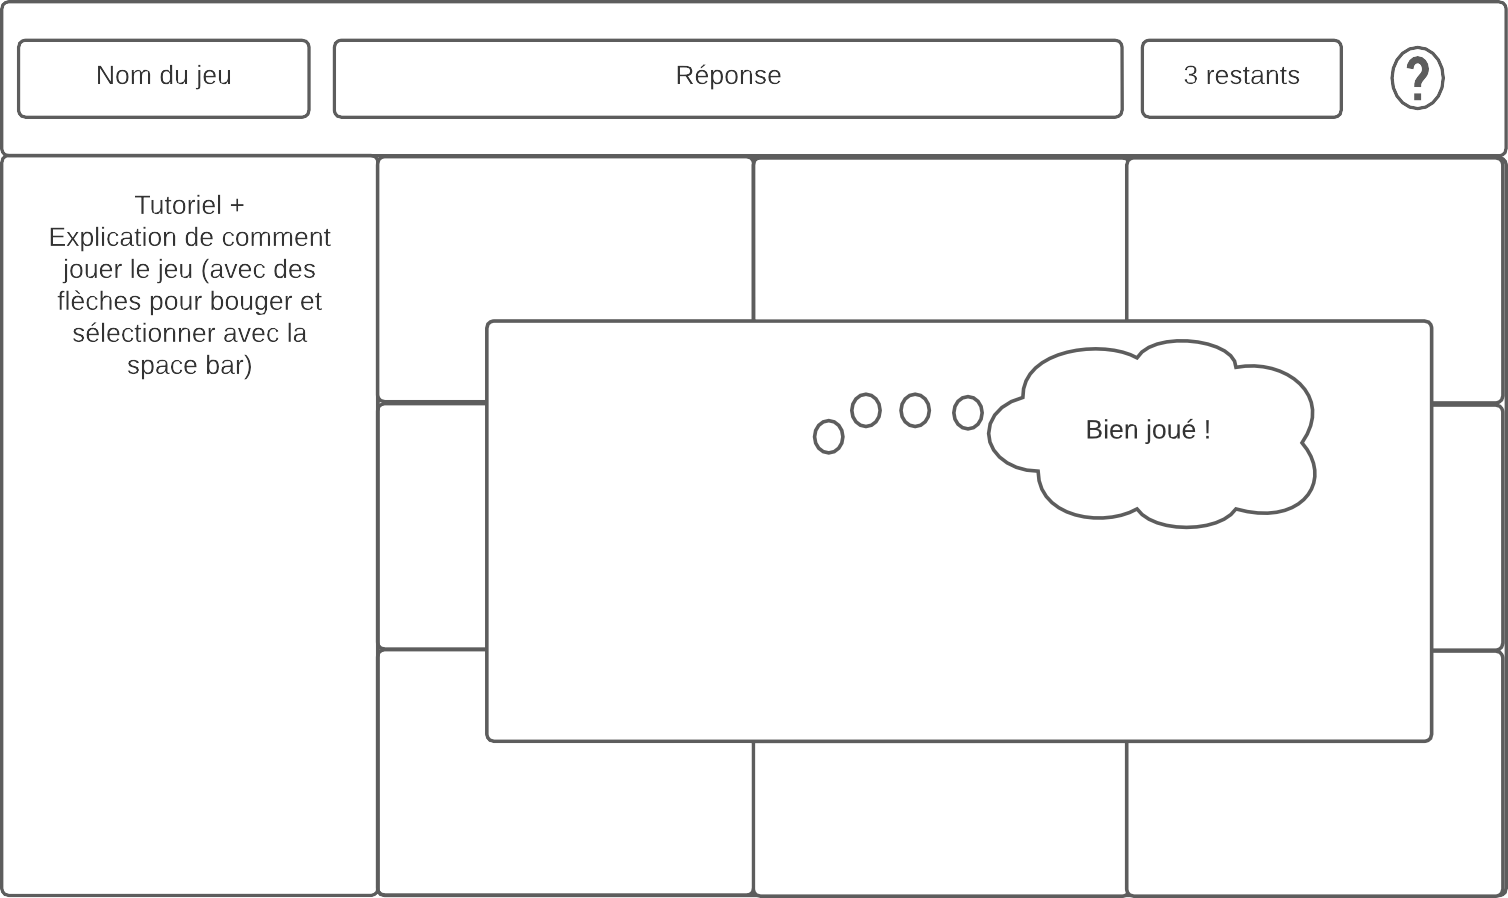 Nom du jeu
Réponse
3 restants
?
Tutoriel +
Explication de comment
jouer le jeu (avec des
flèches pour bouger et
sélectionner avec la
space bar)
Bien joué !